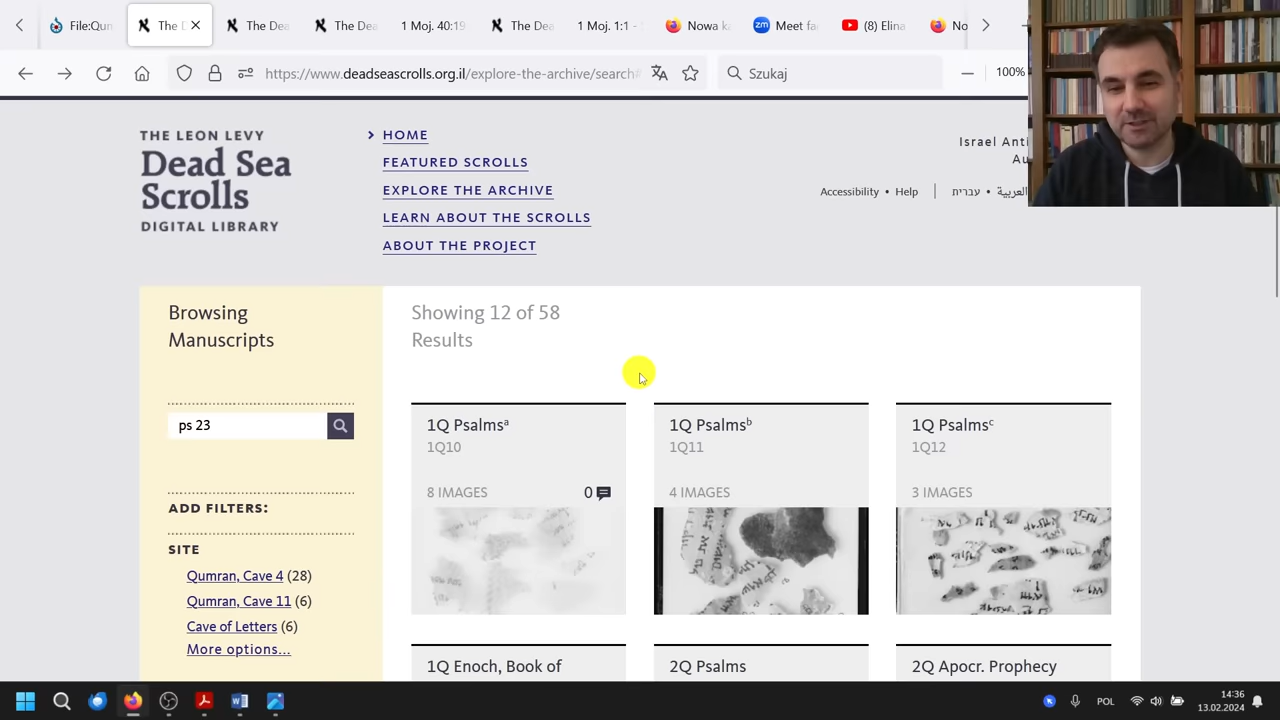 File:Qun
The D
The Dea
The Dea
1 Moj. 40:19
The Dea
1 Moj. 1:1 -
Nowa ka
Meet fa
(8) Elina
No
https://www.deadseascrolls.org.il/explore-the-archive/search#
Szukaj
100%
THE LEON LEVY
Dead Sea
Scrolls
DIGITAL LIBRARY
HOME
FEATURED SCROLLS
EXPLORE THE ARCHIVE
LEARN ABOUT THE SCROLLS
ABOUT THE PROJECT
Israel Anti
Au
Accessibility • Help
עברית • العربية
Browsing
Manuscripts
ps 23
ADD FILTERS:
SITE
Qumran, Cave 4 (28)
Qumran, Cave 11 (6)
Cave of Letters (6)
More options...
Showing 12 of 58
Results
1Q Psalmsᵃ
1Q10
8 IMAGES
0
1Q Psalmsᵇ
1Q11
4 IMAGES
1Q Psalmsᶜ
1Q12
3 IMAGES
1Q Enoch, Book of
2Q Psalms
2Q Apocr. Prophecy
zm
POL
14:36
13.02.2024